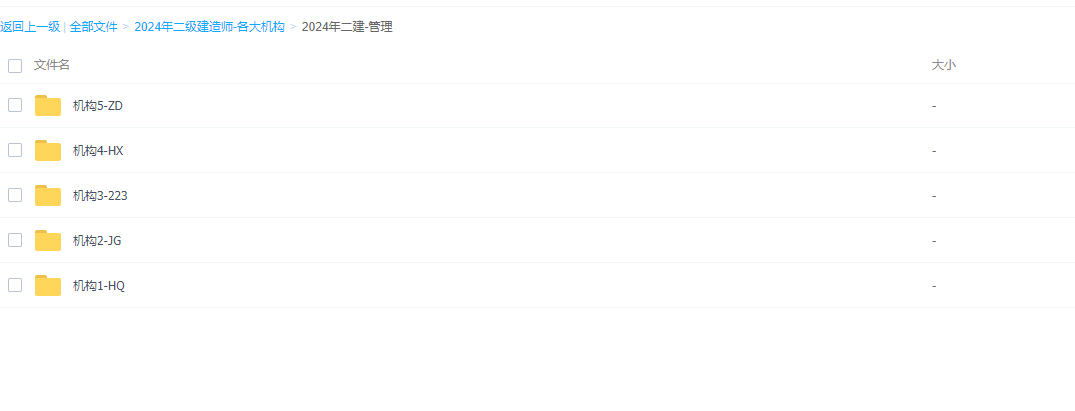 返回上一级 | 全部文件 > 2024年二级建造师-各大机构 > 2024年二建-管理
文件名 大小
机构5-ZD -
机构4-HX -
机构3-223 -
机构2-JG -
机构1-HQ -